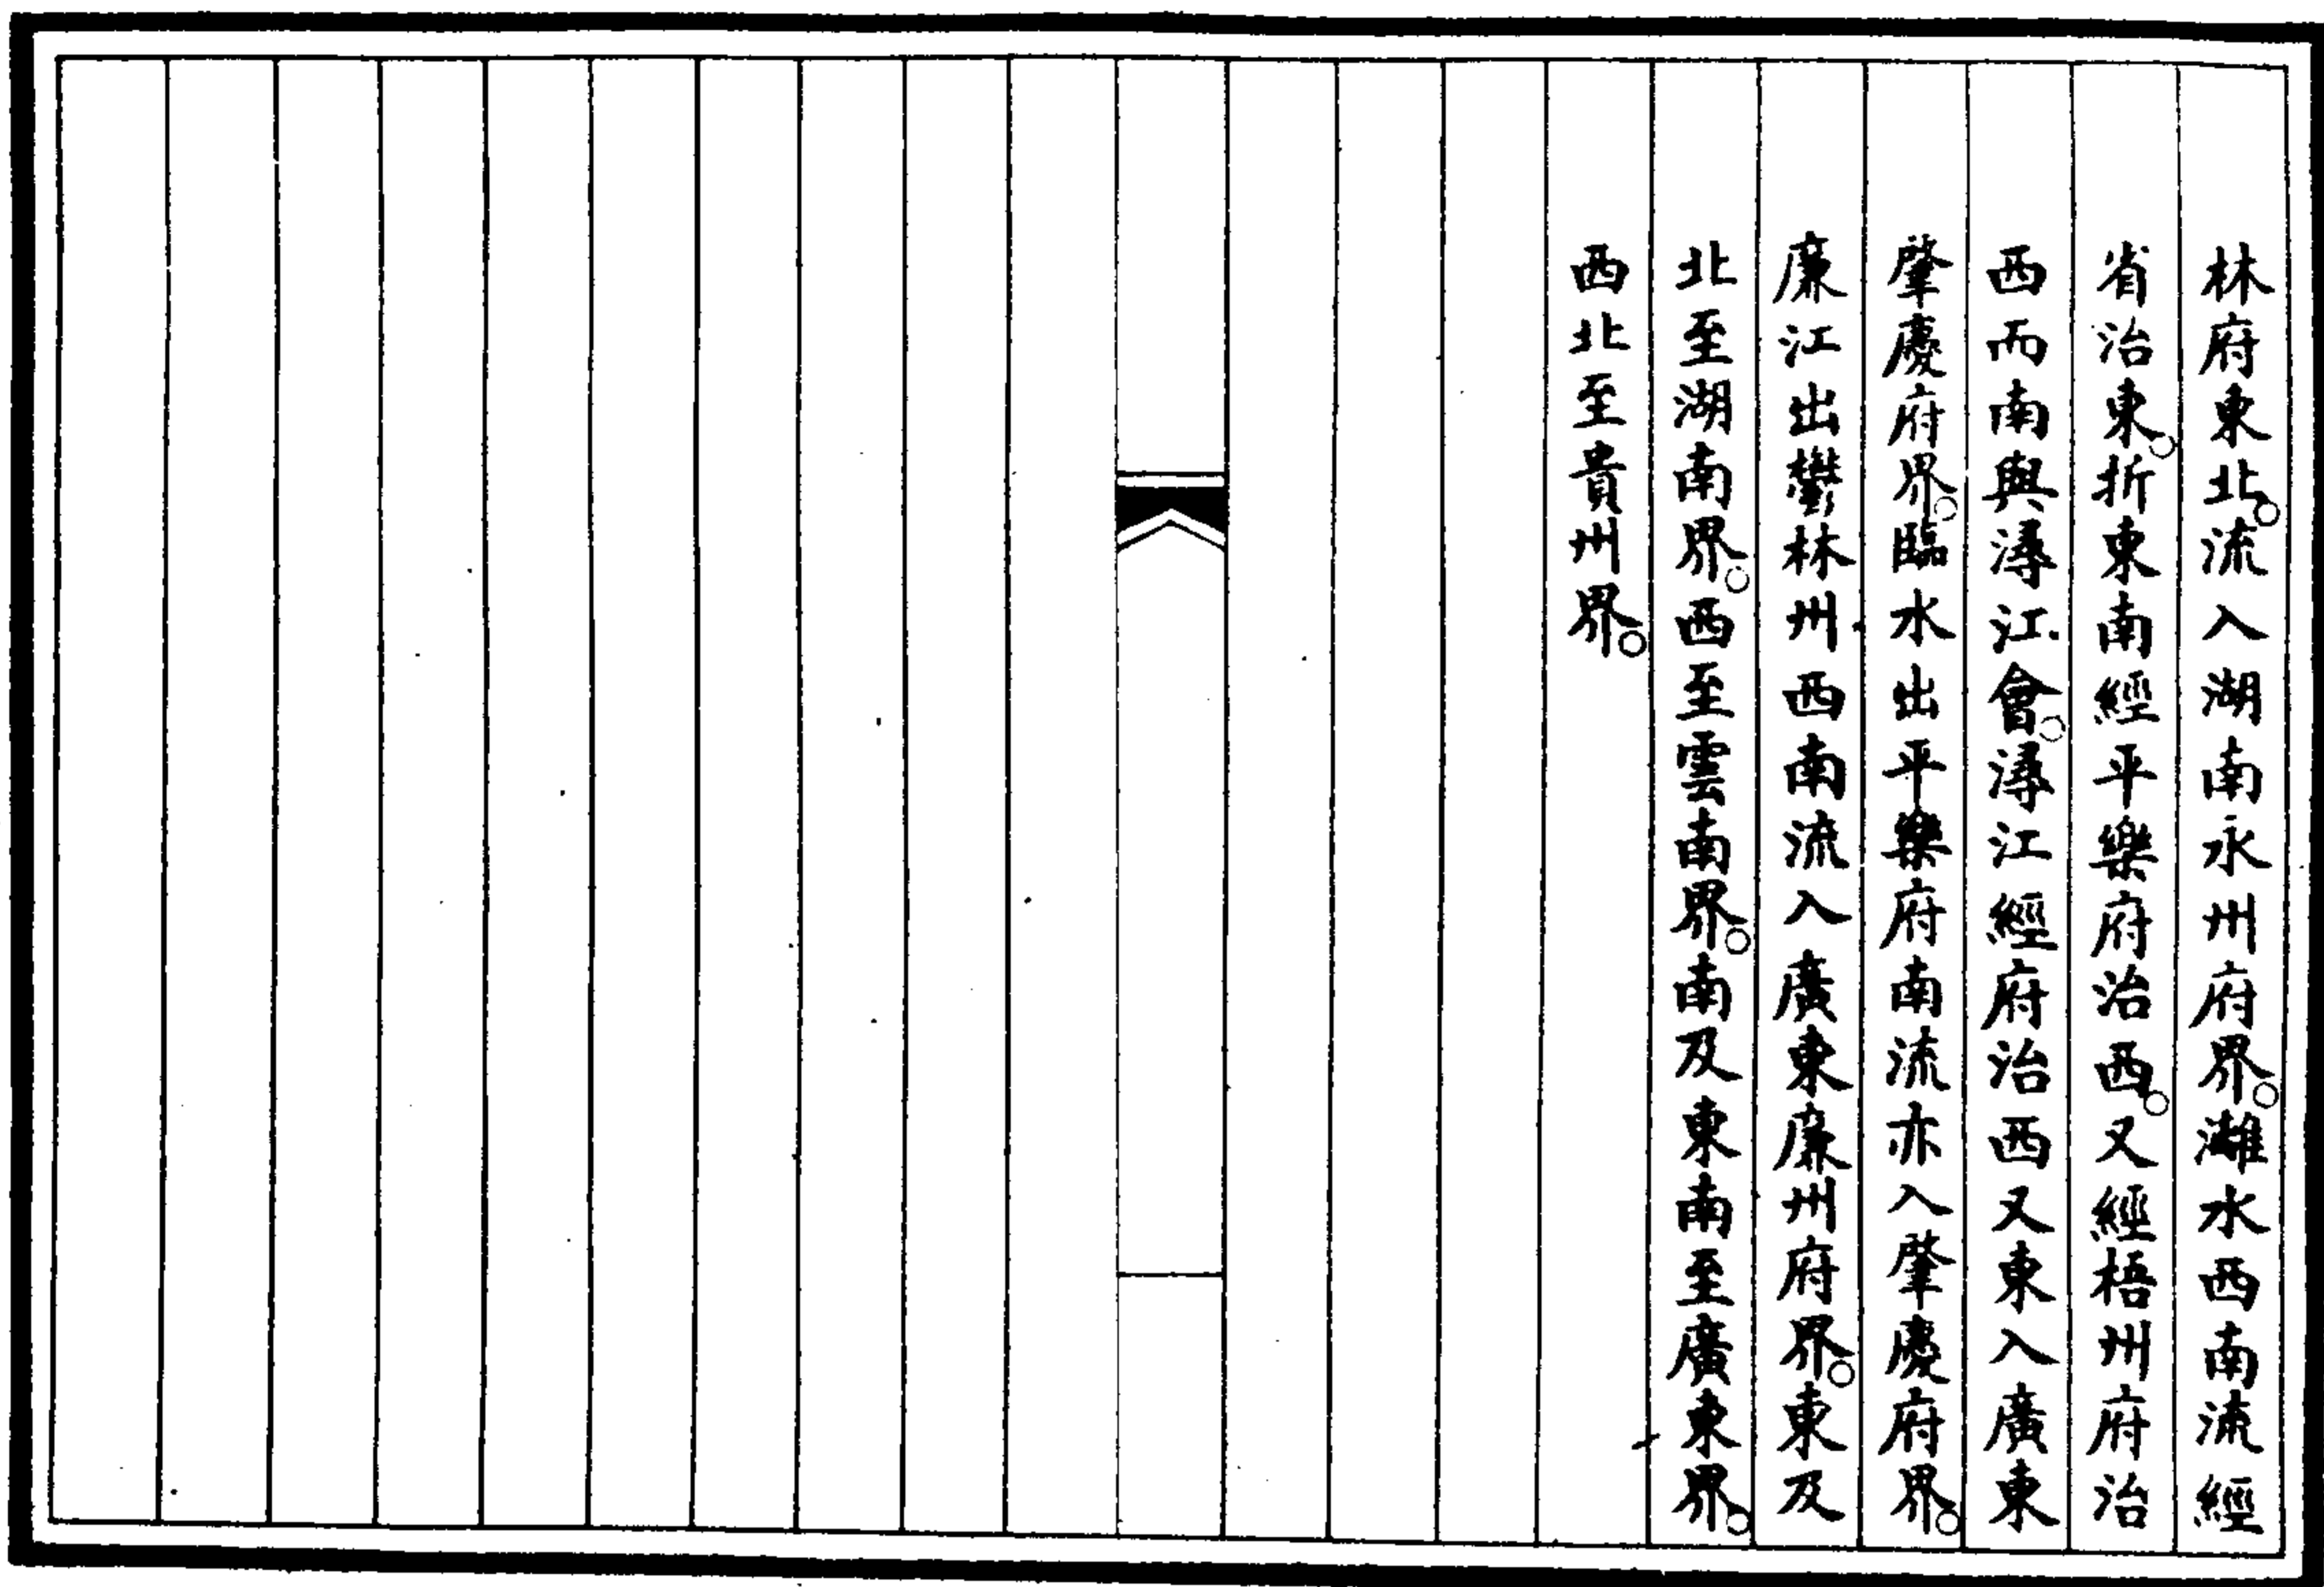 林府東北。流入湖南永州府界。灕水西南流經
省治東。折東南經平樂府治西。又經梧州府治
西而南與潯江會。潯江經府治西又東入廣東
肇慶府界。臨水出平樂府南流亦入肇慶府界。
廉江出鬱林州西南流入廣東廉州府界。東及
北至湖南界。西至雲南界。南及東南至廣東界。
西北至貴州界。